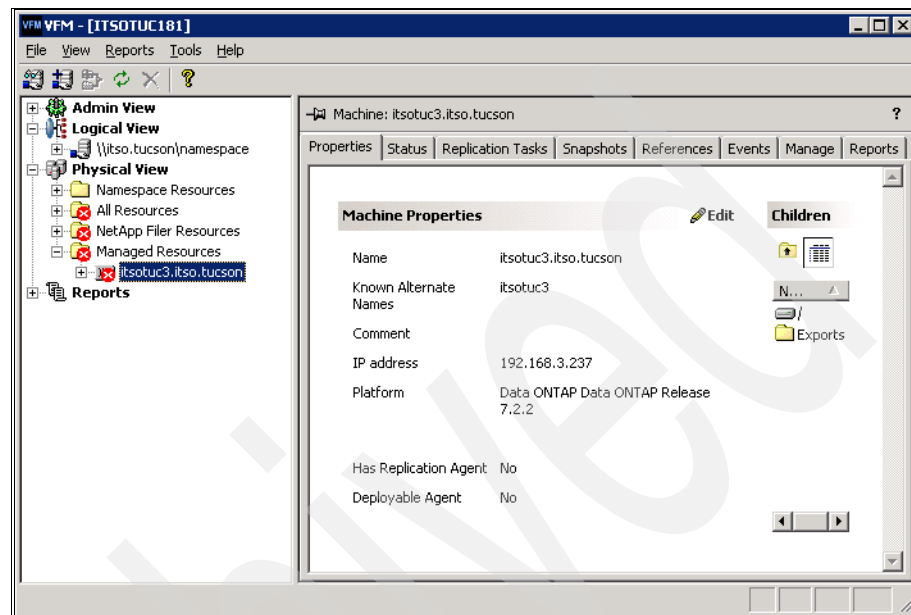 VFM VFM - [ITSOTUC181]
File View Reports Tools Help
Admin View
Logical View
\\itso.tucson\namespace
Physical View
Namespace Resources
All Resources
NetApp Filer Resources
Managed Resources
itsotuc3.itso.tucson
Reports
Machine: itsotuc3.itso.tucson ?
Properties Status Replication Tasks Snapshots References Events Manage Reports
Machine Properties Edit Children
Name itsotuc3.itso.tucson
Known Alternate Names itsotuc3
N...
/
Exports
Comment
IP address 192.168.3.237
Platform Data ONTAP Data ONTAP Release
7.2.2
Has Replication Agent No
Deployable Agent No